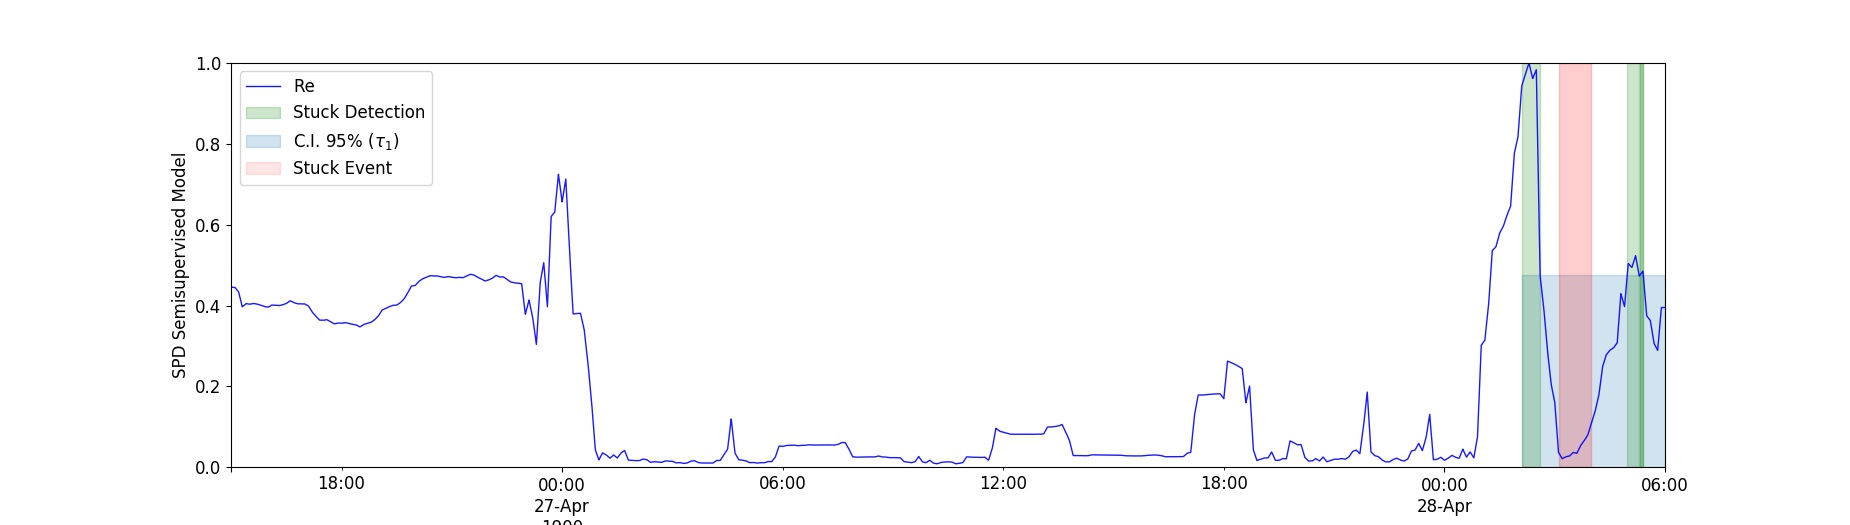 1.0
0.8
0.6
0.4
0.2
0.0
SPD Semisupervised Model
Re
Stuck Detection
C.I. 95% (τ₁)
Stuck Event
18:00
00:00
27-Apr
1900
06:00
12:00
18:00
00:00
28-Apr
06:00